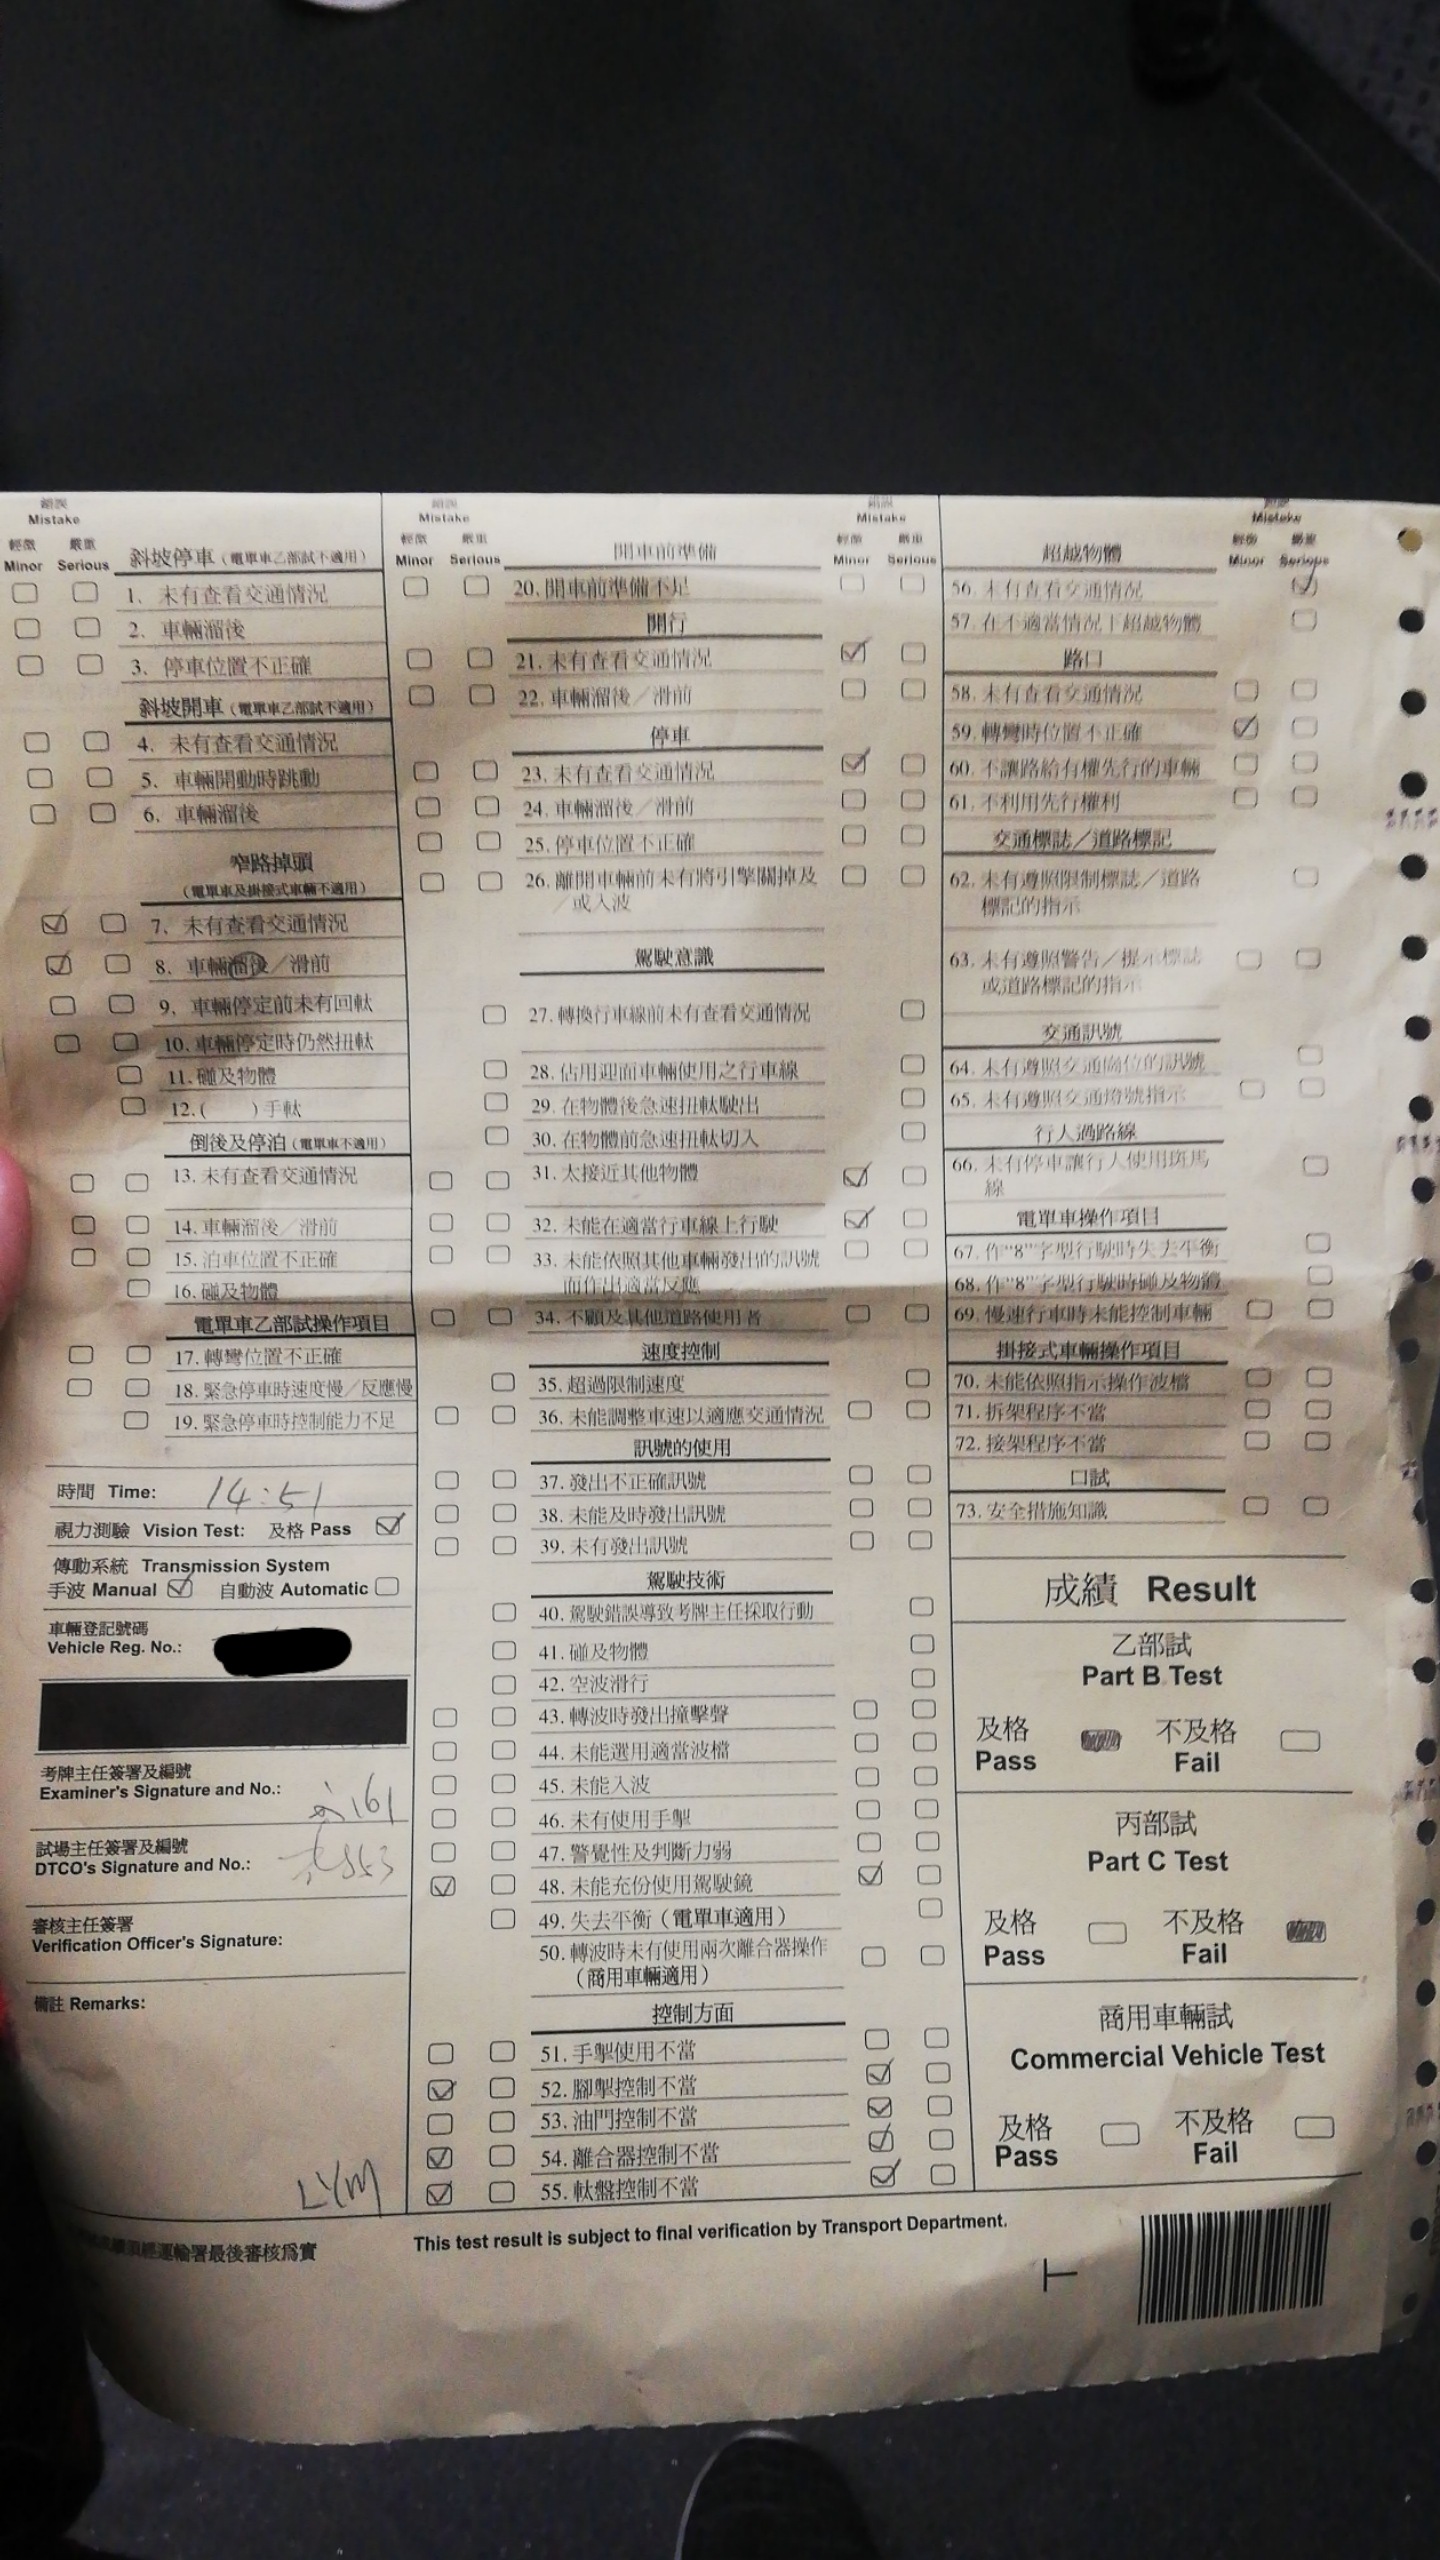 錯誤
Mistake
輕微 嚴重
Minor Serious
斜坡停車（電單車乙部試不適用）
1. 未有查看交通情況
2. 車輛溜後
3. 停車位置不正確
斜坡開車（電單車乙部試不適用）
4. 未有查看交通情況
5. 車輛開動時跳動
6. 車輛溜後
窄路掉頭
（電單車及掛接式車輛不適用）
7. 未有查看交通情況
8. 車輛溜後／滑前
9. 車輛停定前未有回軚
10. 車輛停定時仍然扭軚
11. 碰及物體
12. ( ) 手軚
倒後及停泊（電單車不適用）
13. 未有查看交通情況
14. 車輛溜後／滑前
15. 泊車位置不正確
16. 碰及物體
電單車乙部試操作項目
17. 轉彎位置不正確
18. 緊急停車時速度慢／反應慢
19. 緊急停車時控制能力不足
時間 Time: 14:51
視力測驗 Vision Test: 及格 Pass
傳動系統 Transmission System
手波 Manual 自動波 Automatic
車輛登記號碼
Vehicle Reg. No.:
考牌主任簽署及編號
Examiner's Signature and No.: 161
試場主任簽署及編號
DTCO's Signature and No.:
審核主任簽署
Verification Officer's Signature:
備註 Remarks:
LYM
錯誤
Mistake
輕微 嚴重
Minor Serious
開車前準備
錯誤
Mistake
輕微 嚴重
Minor Serious
20. 開車前準備不足
開行
21. 未有查看交通情況
22. 車輛溜後／滑前
停車
23. 未有查看交通情況
24. 車輛溜後／滑前
25. 停車位置不正確
26. 離開車輛前未有將引擎關掉及
／或入波
駕駛意識
27. 轉換行車線前未有查看交通情況
28. 佔用迎面車輛使用之行車線
29. 在物體後急速扭軚駛出
30. 在物體前急速扭軚切入
31. 太接近其他物體
32. 未能在適當行車線上行駛
33. 未能依照其他車輛發出的訊號
而作出適當反應
34. 不顧及其他道路使用者
速度控制
35. 超過限制速度
36. 未能調整車速以適應交通情況
訊號的使用
37. 發出不正確訊號
38. 未能及時發出訊號
39. 未有發出訊號
駕駛技術
40. 駕駛錯誤導致考牌主任採取行動
41. 碰及物體
42. 空波滑行
43. 轉波時發出撞擊聲
44. 未能選用適當波檔
45. 未能入波
46. 未有使用手掣
47. 警覺性及判斷力弱
48. 未能充份使用駕駛鏡
49. 失去平衡（電單車適用）
50. 轉波時未有使用兩次離合器操作
（商用車輛適用）
控制方面
51. 手掣使用不當
52. 腳掣控制不當
53. 油門控制不當
54. 離合器控制不當
55. 軚盤控制不當
超越物體
錯誤
Mistake
輕微 嚴重
Minor Serious
56. 未有查看交通情況
57. 在不適當情況下超越物體
路口
58. 未有查看交通情況
59. 轉彎時位置不正確
60. 不讓路給有權先行的車輛
61. 不利用先行權利
交通標誌／道路標記
62. 未有遵照限制標誌／道路
標記的指示
63. 未有遵照警告／提示標誌
或道路標記的指示
交通訊號
64. 未有遵照交通崗位的訊號
65. 未有遵照交通燈號指示
行人過路線
66. 未有停車讓行人使用斑馬
線
電單車操作項目
67. 作"8"字型行駛時失去平衡
68. 作"8"字型行駛時碰及物體
69. 慢速行車時未能控制車輛
掛接式車輛操作項目
70. 未能依照指示操作波檔
71. 拆架程序不當
72. 接架程序不當
口試
73. 安全措施知識
成績 Result
乙部試
Part B Test
及格 不及格
Pass Fail
丙部試
Part C Test
及格 不及格
Pass Fail
商用車輛試
Commercial Vehicle Test
及格 不及格
Pass Fail
運輸署最後審核爲實
This test result is subject to final verification by Transport Department.